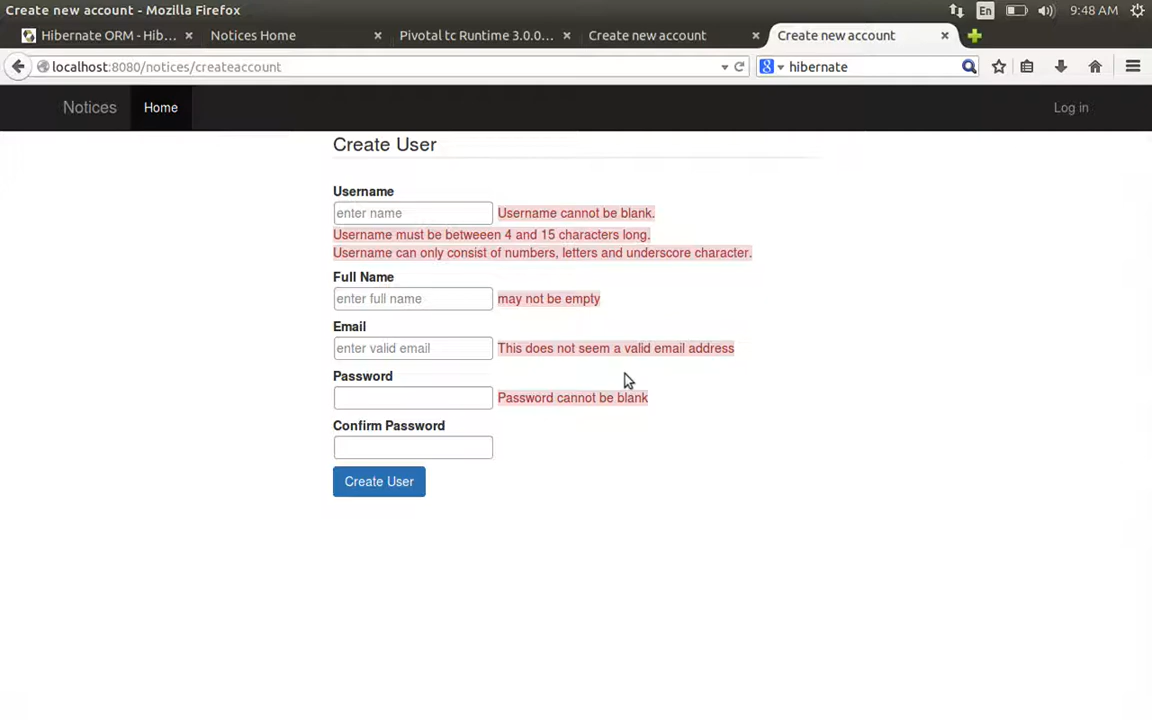 Create new account - Mozilla Firefox
En
9:48 AM
Hibernate ORM - Hib...
Notices Home
Pivotal tc Runtime 3.0.0...
Create new account
Create new account
localhost:8080/notices/createaccount
hibernate
Notices
Home
Log in
Create User
Username
enter name
Username cannot be blank.
Username must be betweeen 4 and 15 characters long.
Username can only consist of numbers, letters and underscore character.
Full Name
enter full name
may not be empty
Email
enter valid email
This does not seem a valid email address
Password
Password cannot be blank
Confirm Password
Create User